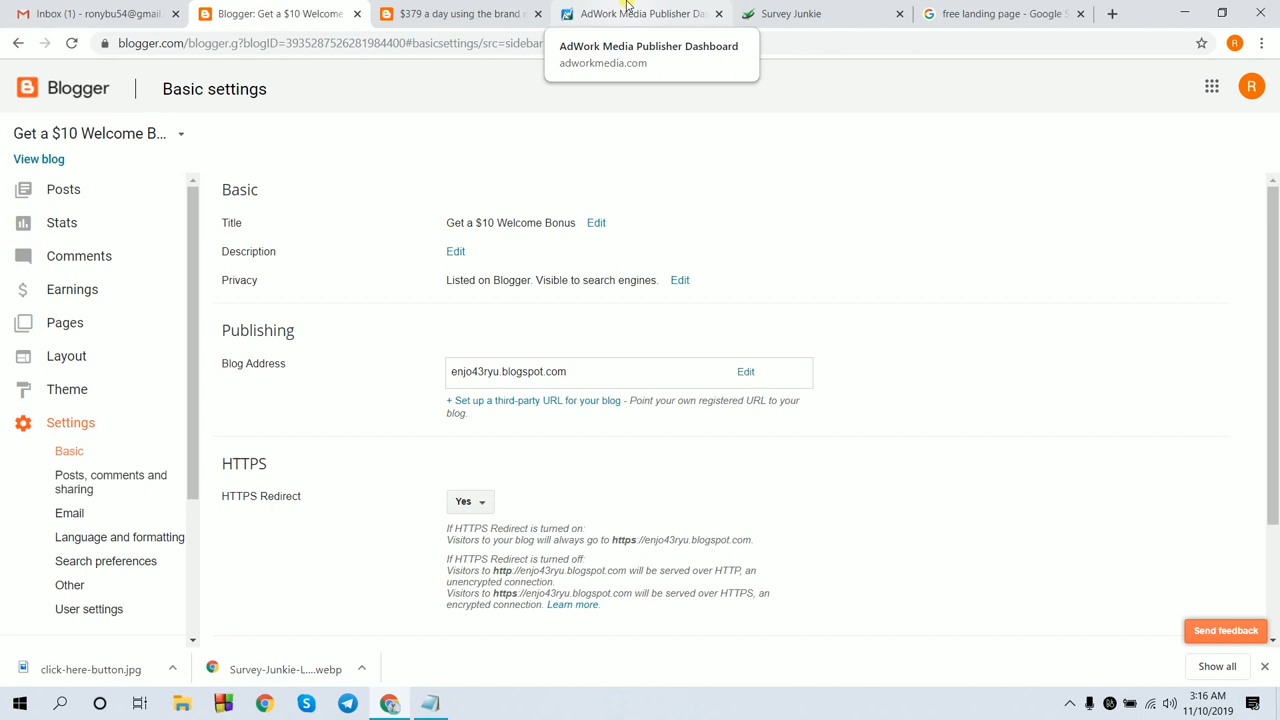 Inbox (1) - ronybu54@gmail.
Blogger: Get a $10 Welcome
$379 a day using the brand n
AdWork Media Publisher Das
Survey Junkie
free landing page - Google S
blogger.com/blogger.g?blogID=3935287526281984400#basicsettings/src=sidebar
R
AdWork Media Publisher Dashboard
adworkmedia.com
Blogger
Basic settings
R
Get a $10 Welcome B...
View blog
Posts
Stats
Comments
Earnings
Pages
Layout
Theme
Settings
Basic
Posts, comments and
sharing
Email
Language and formatting
Search preferences
Other
User settings
Basic
Title
Get a $10 Welcome Bonus Edit
Description
Edit
Privacy
Listed on Blogger. Visible to search engines. Edit
Publishing
Blog Address
enjo43ryu.blogspot.com
Edit
+ Set up a third-party URL for your blog - Point your own registered URL to your
blog.
HTTPS
HTTPS Redirect
Yes
If HTTPS Redirect is turned on:
Visitors to your blog will always go to https://enjo43ryu.blogspot.com.
If HTTPS Redirect is turned off:
Visitors to http://enjo43ryu.blogspot.com will be served over HTTP, an
unencrypted connection.
Visitors to https://enjo43ryu.blogspot.com will be served over HTTPS, an
encrypted connection. Learn more.
Send feedback
click-here-button.jpg
Survey-Junkie-L....webp
Show all
3:16 AM
11/10/2019